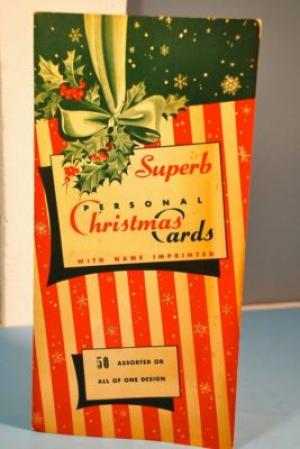 Superb
PERSONAL
Christmas
Cards
WITH NAME IMPRINTED
50 ASSORTED OR
ALL OF ONE DESIGN